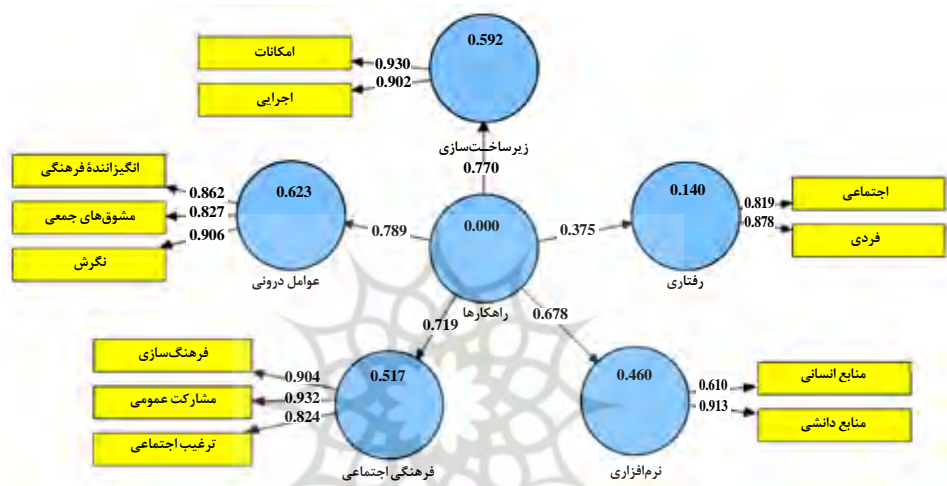 0.592
امکانات
0.930
0.902
اجرایی
زیرساخت‌سازی
0.770
انگیزانندۀ فرهنگی
0.862
مشوق‌های جمعی
0.827
نگرش
0.906
0.623
عوامل درونی
0.789
0.000
راهکارها
0.375
0.140
رفتاری
0.819
اجتماعی
0.878
فردی
0.719
0.678
فرهنگ‌سازی
0.904
مشارکت عمومی
0.932
ترغیب اجتماعی
0.824
0.517
فرهنگی اجتماعی
0.460
نرم‌افزاری
0.610
منابع انسانی
0.913
منابع دانشی